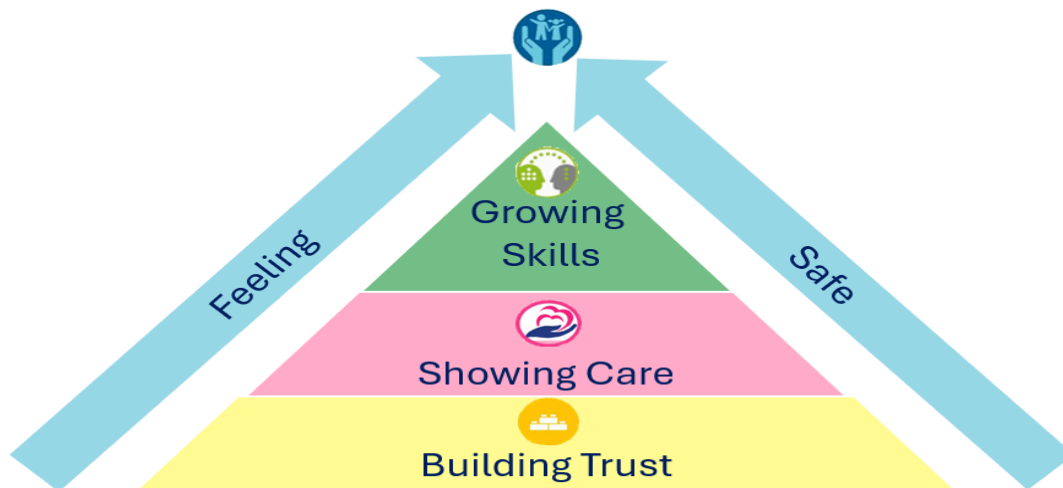 Growing
Skills
Feeling
Safe
Showing Care
Building Trust